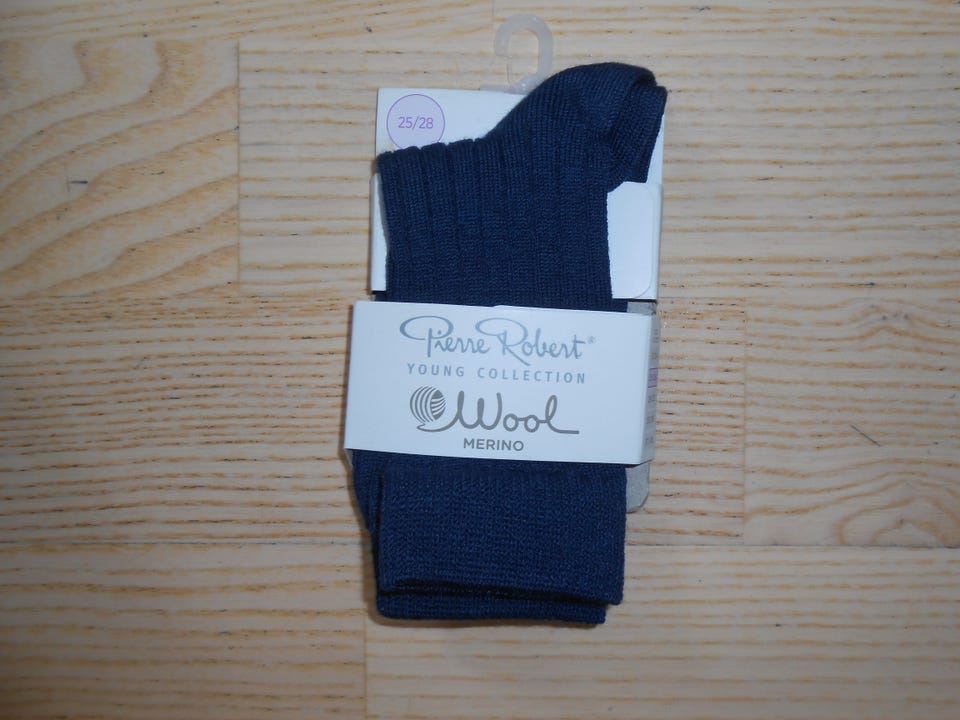 25/28
Pierre Robert®
YOUNG COLLECTION
Wool
MERINO